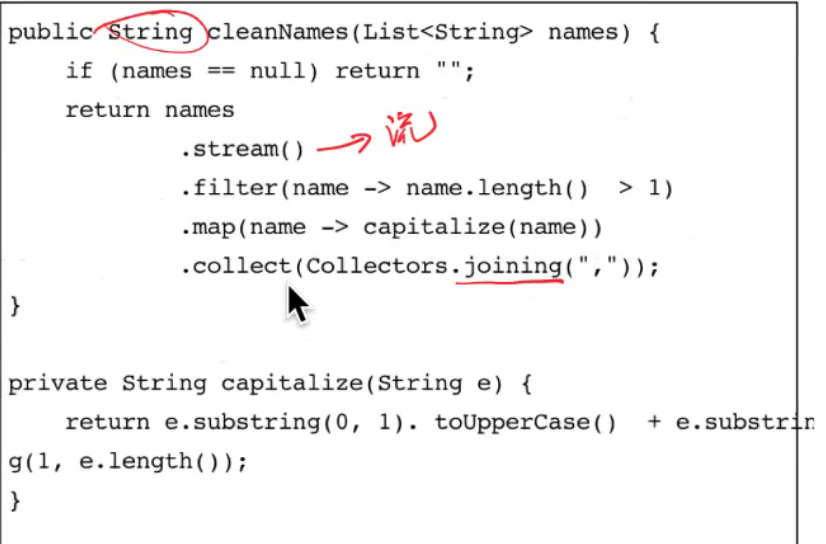 public String cleanNames(List<String> names) {
    if (names == null) return "";
    return names
            .stream() 流
            .filter(name -> name.length()  > 1)
            .map(name -> capitalize(name))
            .collect(Collectors.joining(","));
}
private String capitalize(String e) {
    return e.substring(0, 1). toUpperCase()  + e.substrin
g(1, e.length());
}